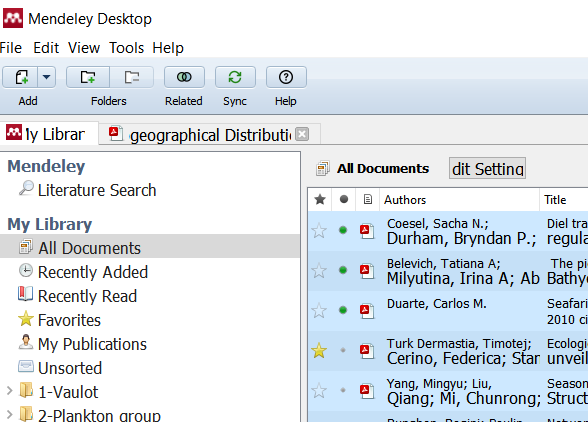 Mendeley Desktop
File Edit View Tools Help
Add Folders Related Sync Help
My Librar geographical Distributi
Mendeley
Literature Search
My Library
All Documents
Recently Added
Recently Read
Favorites
My Publications
Unsorted
1-Vaulot
2-Plankton group
All Documents dit Setting
Authors Title
Coesel, Sacha N.; Diel tra
Durham, Bryndan P.; regula
Belevich, Tatiana A; The pi
Milyutina, Irina A; Ab Bathyc
Duarte, Carlos M. Seafari
2010 ci
Turk Dermastia, Timotej; Ecologi
Cerino, Federica; Star unveil
Yang, Mingyu; Liu, Season
Qiang; Mi, Chunrong; Struct